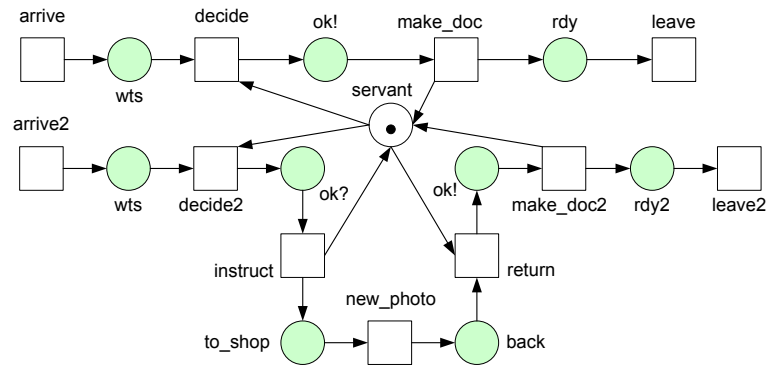 arrive
decide
ok!
make_doc
rdy
leave
wts
servant
arrive2
wts
decide2
ok?
ok!
make_doc2
rdy2
leave2
instruct
return
new_photo
to_shop
back